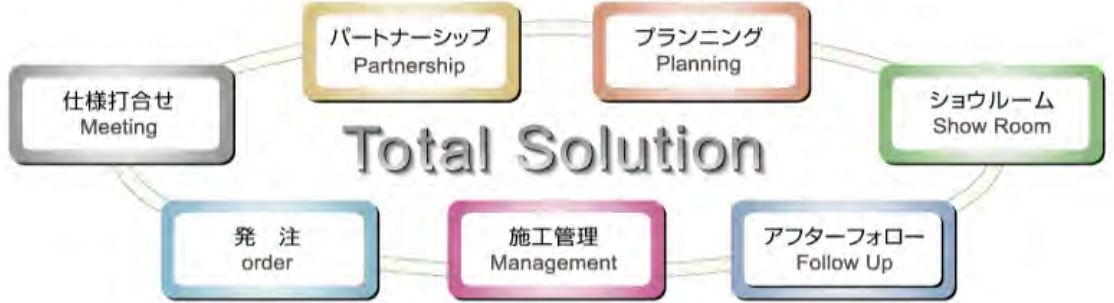 パートナーシップ
Partnership
プランニング
Planning
仕様打合せ
Meeting
ショウルーム
Show Room
Total Solution
発　注
order
施工管理
Management
アフターフォロー
Follow Up